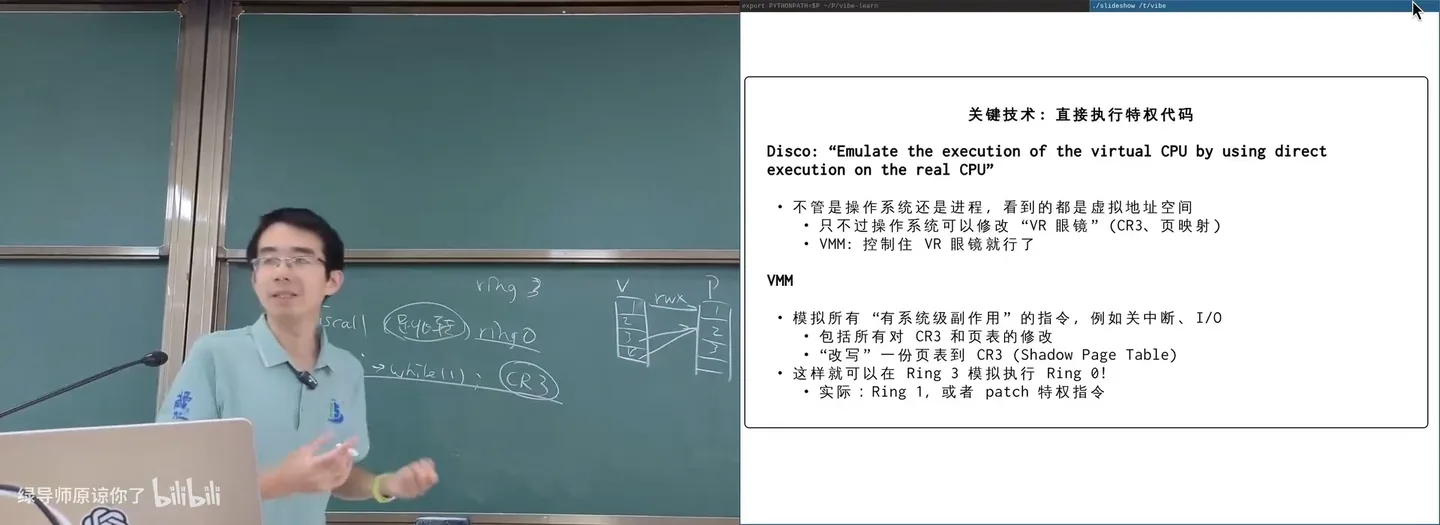 export PYTHONPATH=$P ~/P/vibe-learn
./slideshow /t/vibe
ring 3
ring0
while(1);
CR3
V
rwx
P
1
2
3
1
2
3
绿导师原谅你了 bilibili
关键技术: 直接执行特权代码
Disco: “Emulate the execution of the virtual CPU by using direct
execution on the real CPU”
• 不管是操作系统还是进程, 看到的都是虚拟地址空间
• 只不过操作系统可以修改 “VR 眼镜” (CR3、页映射)
• VMM: 控制住 VR 眼镜就行了
VMM
• 模拟所有 “有系统级副作用” 的指令, 例如关中断、I/O
• 包括所有对 CR3 和页表的修改
• “改写” 一份页表到 CR3 (Shadow Page Table)
• 这样就可以在 Ring 3 模拟执行 Ring 0!
• 实际: Ring 1, 或者 patch 特权指令